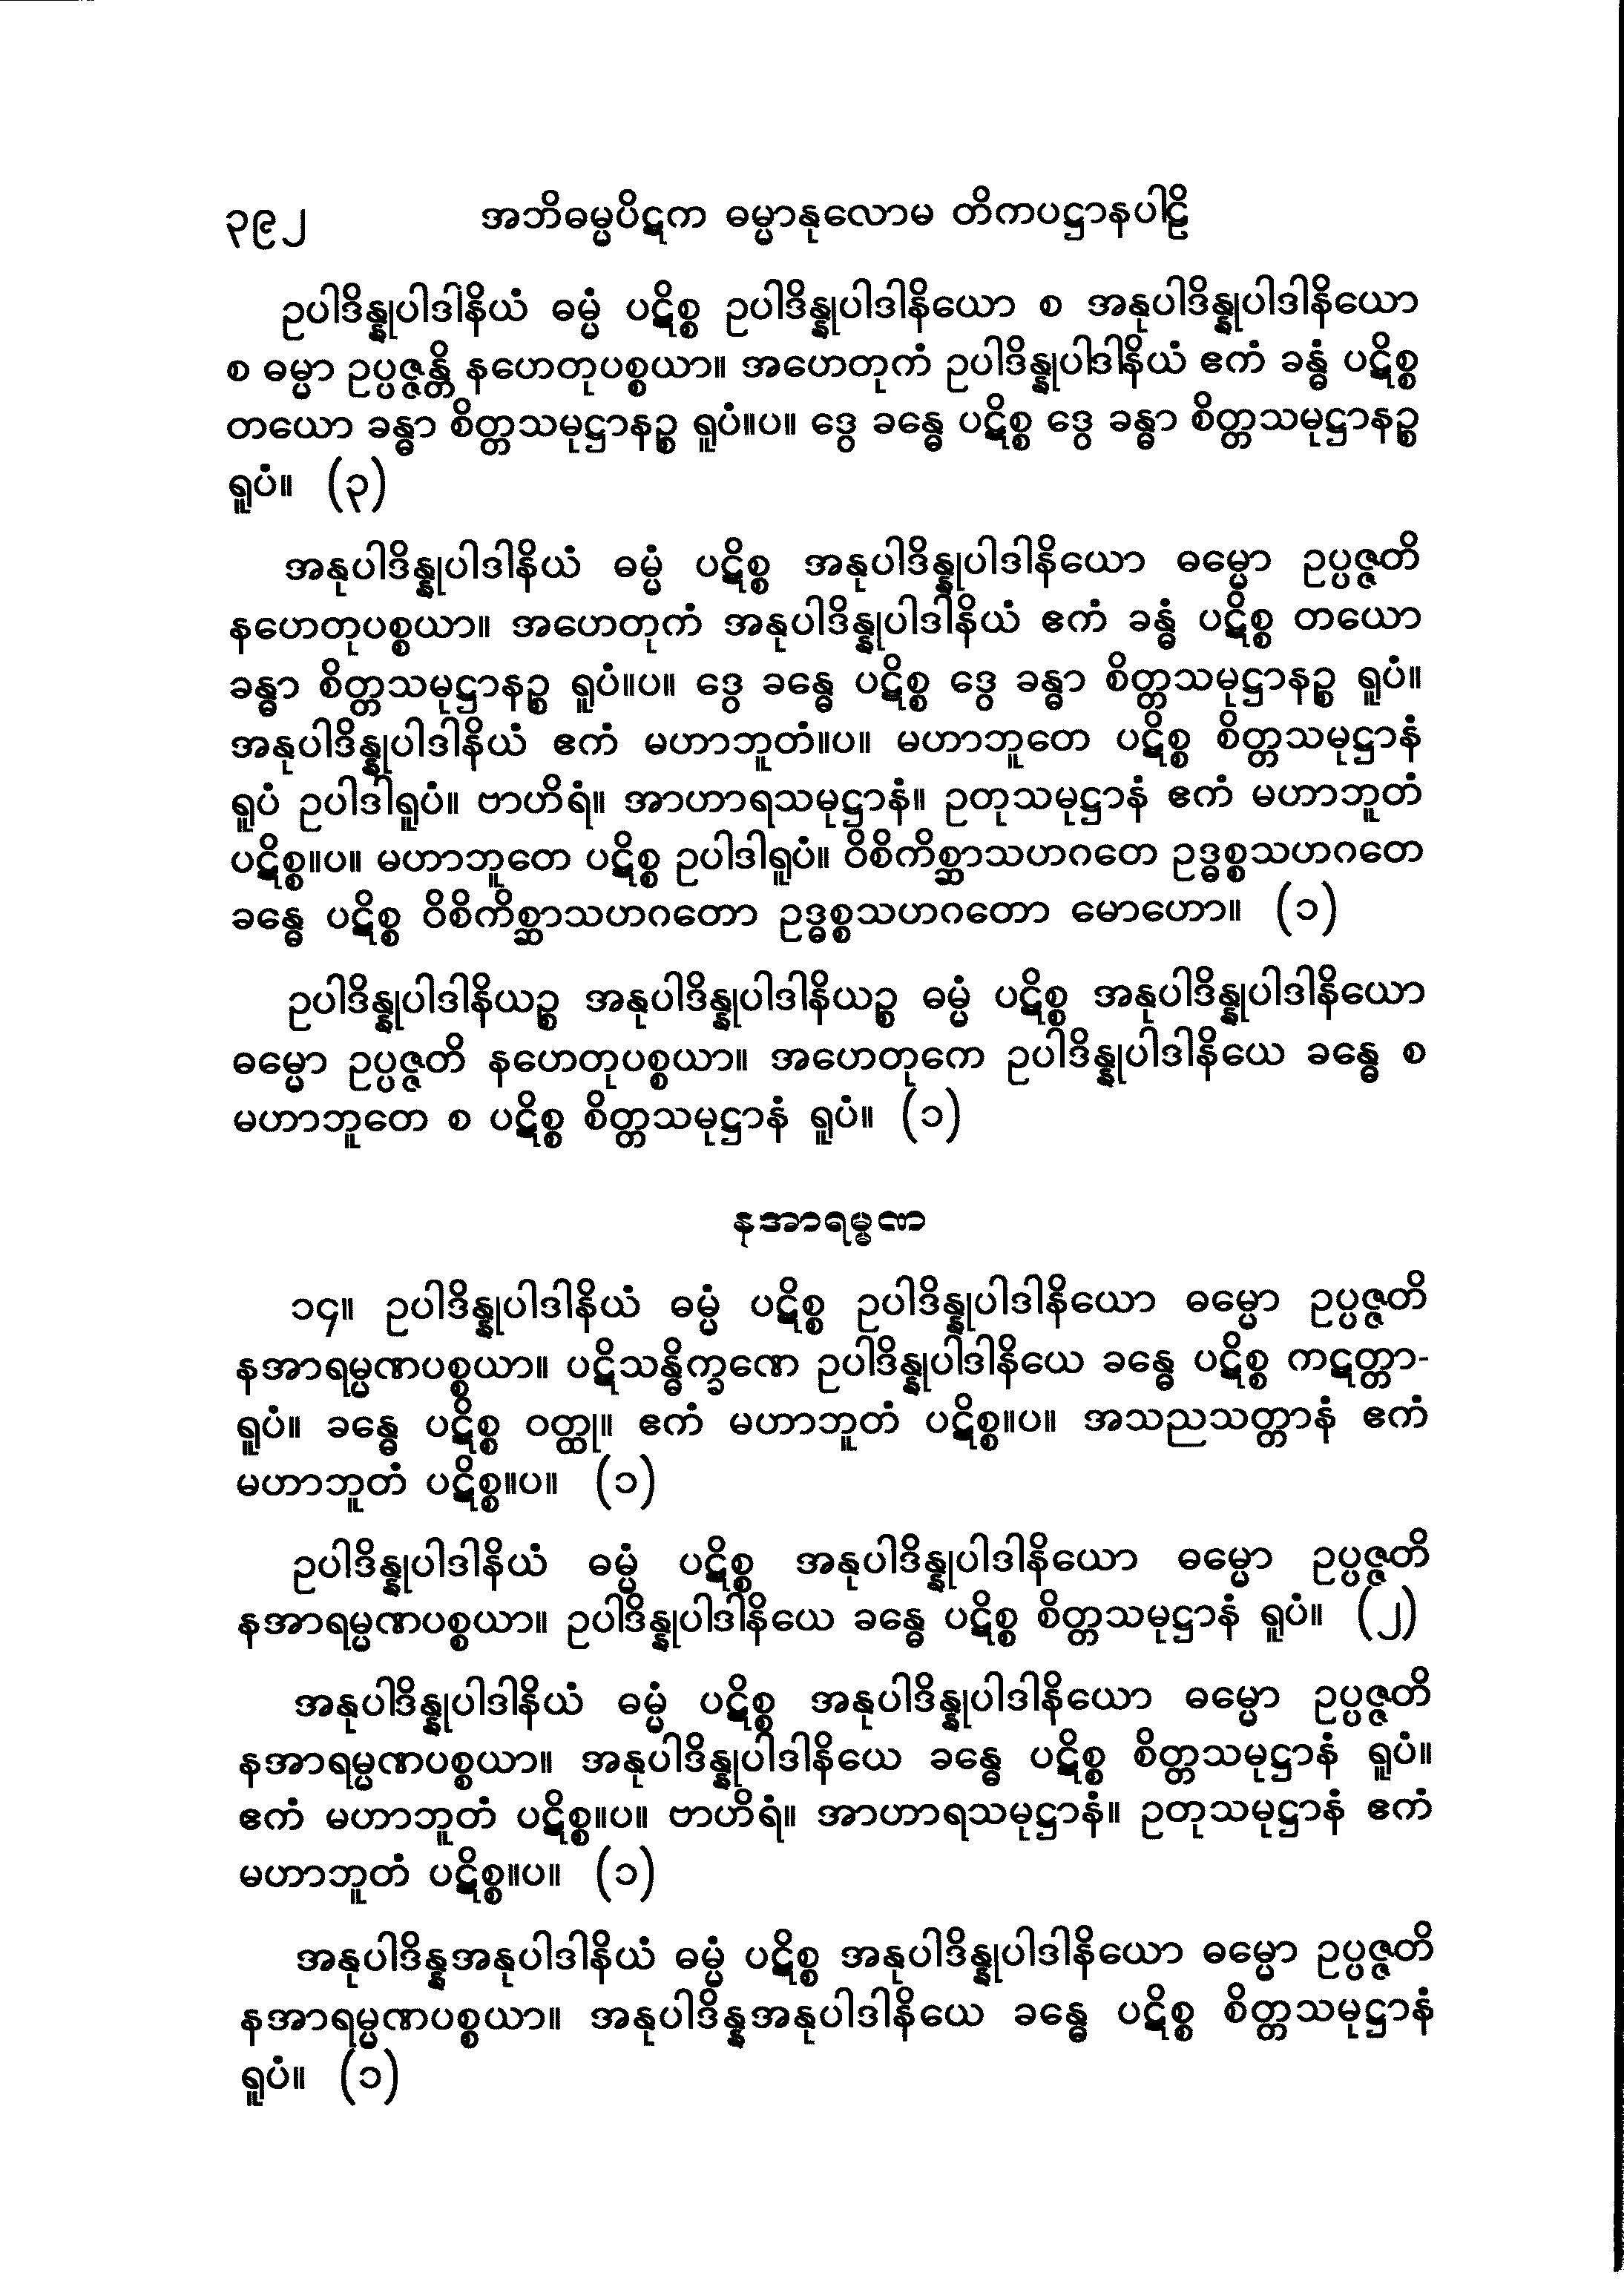 ၃၉၂ အဘိဓမ္မပိဋက ဓမ္မာနုလောမ တိကပဋ္ဌာနပါဠိ
ဥပါဒိန္နုပါဒါနိယံ ဓမ္မံ ပဋိစ္စ ဥပါဒိန္နုပါဒါနိယော စ အနုပါဒိန္နုပါဒါနိယော
စ ဓမ္မာ ဥပ္ပဇ္ဇန္တိ နဟေတုပစ္စယာ။ အဟေတုကံ ဥပါဒိန္နုပါဒါနိယံ ဧကံ ခန္ဓံ ပဋိစ္စ
တယော ခန္ဓာ စိတ္တသမုဋ္ဌာနဉ္စ ရူပံ။ပ။ ဒွေ ခန္ဓေ ပဋိစ္စ ဒွေ ခန္ဓာ စိတ္တသမုဋ္ဌာနဉ္စ
ရူပံ။ (၃)
အနုပါဒိန္နုပါဒါနိယံ ဓမ္မံ ပဋိစ္စ အနုပါဒိန္နုပါဒါနိယော ဓမ္မော ဥပ္ပဇ္ဇတိ
နဟေတုပစ္စယာ။ အဟေတုကံ အနုပါဒိန္နုပါဒါနိယံ ဧကံ ခန္ဓံ ပဋိစ္စ တယော
ခန္ဓာ စိတ္တသမုဋ္ဌာနဉ္စ ရူပံ။ပ။ ဒွေ ခန္ဓေ ပဋိစ္စ ဒွေ ခန္ဓာ စိတ္တသမုဋ္ဌာနဉ္စ ရူပံ။
အနုပါဒိန္နုပါဒါနိယံ ဧကံ မဟာဘူတံ။ပ။ မဟာဘူတေ ပဋိစ္စ စိတ္တသမုဋ္ဌာနံ
ရူပံ ဥပါဒါရူပံ။ ဗာဟိရံ။ အာဟာရသမုဋ္ဌာနံ။ ဥတုသမုဋ္ဌာနံ ဧကံ မဟာဘူတံ
ပဋိစ္စ။ပ။ မဟာဘူတေ ပဋိစ္စ ဥပါဒါရူပံ။ ဝိစိကိစ္ဆာသဟဂတေ ဥဒ္ဓစ္စသဟဂတေ
ခန္ဓေ ပဋိစ္စ ဝိစိကိစ္ဆာသဟဂတော ဥဒ္ဓစ္စသဟဂတော မောဟော။ (၁)
ဥပါဒိန္နုပါဒါနိယဉ္စ အနုပါဒိန္နုပါဒါနိယဉ္စ ဓမ္မံ ပဋိစ္စ အနုပါဒိန္နုပါဒါနိယော
ဓမ္မော ဥပ္ပဇ္ဇတိ နဟေတုပစ္စယာ။ အဟေတုကေ ဥပါဒိန္နုပါဒါနိယေ ခန္ဓေ စ
မဟာဘူတေ စ ပဋိစ္စ စိတ္တသမုဋ္ဌာနံ ရူပံ။ (၁)
နအာရမ္မဏ
၁၄။ ဥပါဒိန္နုပါဒါနိယံ ဓမ္မံ ပဋိစ္စ ဥပါဒိန္နုပါဒါနိယော ဓမ္မော ဥပ္ပဇ္ဇတိ
နအာရမ္မဏပစ္စယာ။ ပဋိသန္ဓိက္ခဏေ ဥပါဒိန္နုပါဒါနိယေ ခန္ဓေ ပဋိစ္စ ကဋတ္တာ-
ရူပံ။ ခန္ဓေ ပဋိစ္စ ဝတ္ထု။ ဧကံ မဟာဘူတံ ပဋိစ္စ။ပ။ အသညသတ္တာနံ ဧကံ
မဟာဘူတံ ပဋိစ္စ။ပ။ (၁)
ဥပါဒိန္နုပါဒါနိယံ ဓမ္မံ ပဋိစ္စ အနုပါဒိန္နုပါဒါနိယော ဓမ္မော ဥပ္ပဇ္ဇတိ
နအာရမ္မဏပစ္စယာ။ ဥပါဒိန္နုပါဒါနိယေ ခန္ဓေ ပဋိစ္စ စိတ္တသမုဋ္ဌာနံ ရူပံ။ (၂)
အနုပါဒိန္နုပါဒါနိယံ ဓမ္မံ ပဋိစ္စ အနုပါဒိန္နုပါဒါနိယော ဓမ္မော ဥပ္ပဇ္ဇတိ
နအာရမ္မဏပစ္စယာ။ အနုပါဒိန္နုပါဒါနိယေ ခန္ဓေ ပဋိစ္စ စိတ္တသမုဋ္ဌာနံ ရူပံ။
ဧကံ မဟာဘူတံ ပဋိစ္စ။ပ။ ဗာဟိရံ။ အာဟာရသမုဋ္ဌာနံ။ ဥတုသမုဋ္ဌာနံ ဧကံ
မဟာဘူတံ ပဋိစ္စ။ပ။ (၁)
အနုပါဒိန္နအနုပါဒါနိယံ ဓမ္မံ ပဋိစ္စ အနုပါဒိန္နုပါဒါနိယော ဓမ္မော ဥပ္ပဇ္ဇတိ
နအာရမ္မဏပစ္စယာ။ အနုပါဒိန္နအနုပါဒါနိယေ ခန္ဓေ ပဋိစ္စ စိတ္တသမုဋ္ဌာနံ
ရူပံ။ (၁)